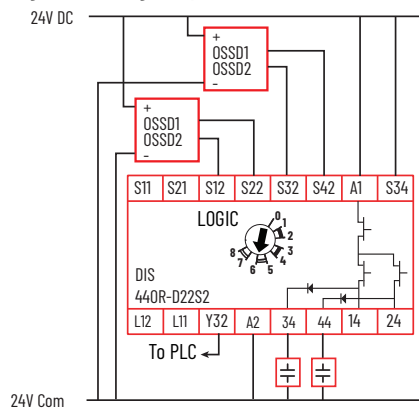 24V DC
+
OSSD1
OSSD2
-
+
OSSD1
OSSD2
-
S11 S21 S12 S22 S32 S42 A1 S34
LOGIC
0 1 2 3 4 5 6 7 8
DIS
440R-D22S2
L12 L11 Y32 A2 34 44 14 24
To PLC
24V Com